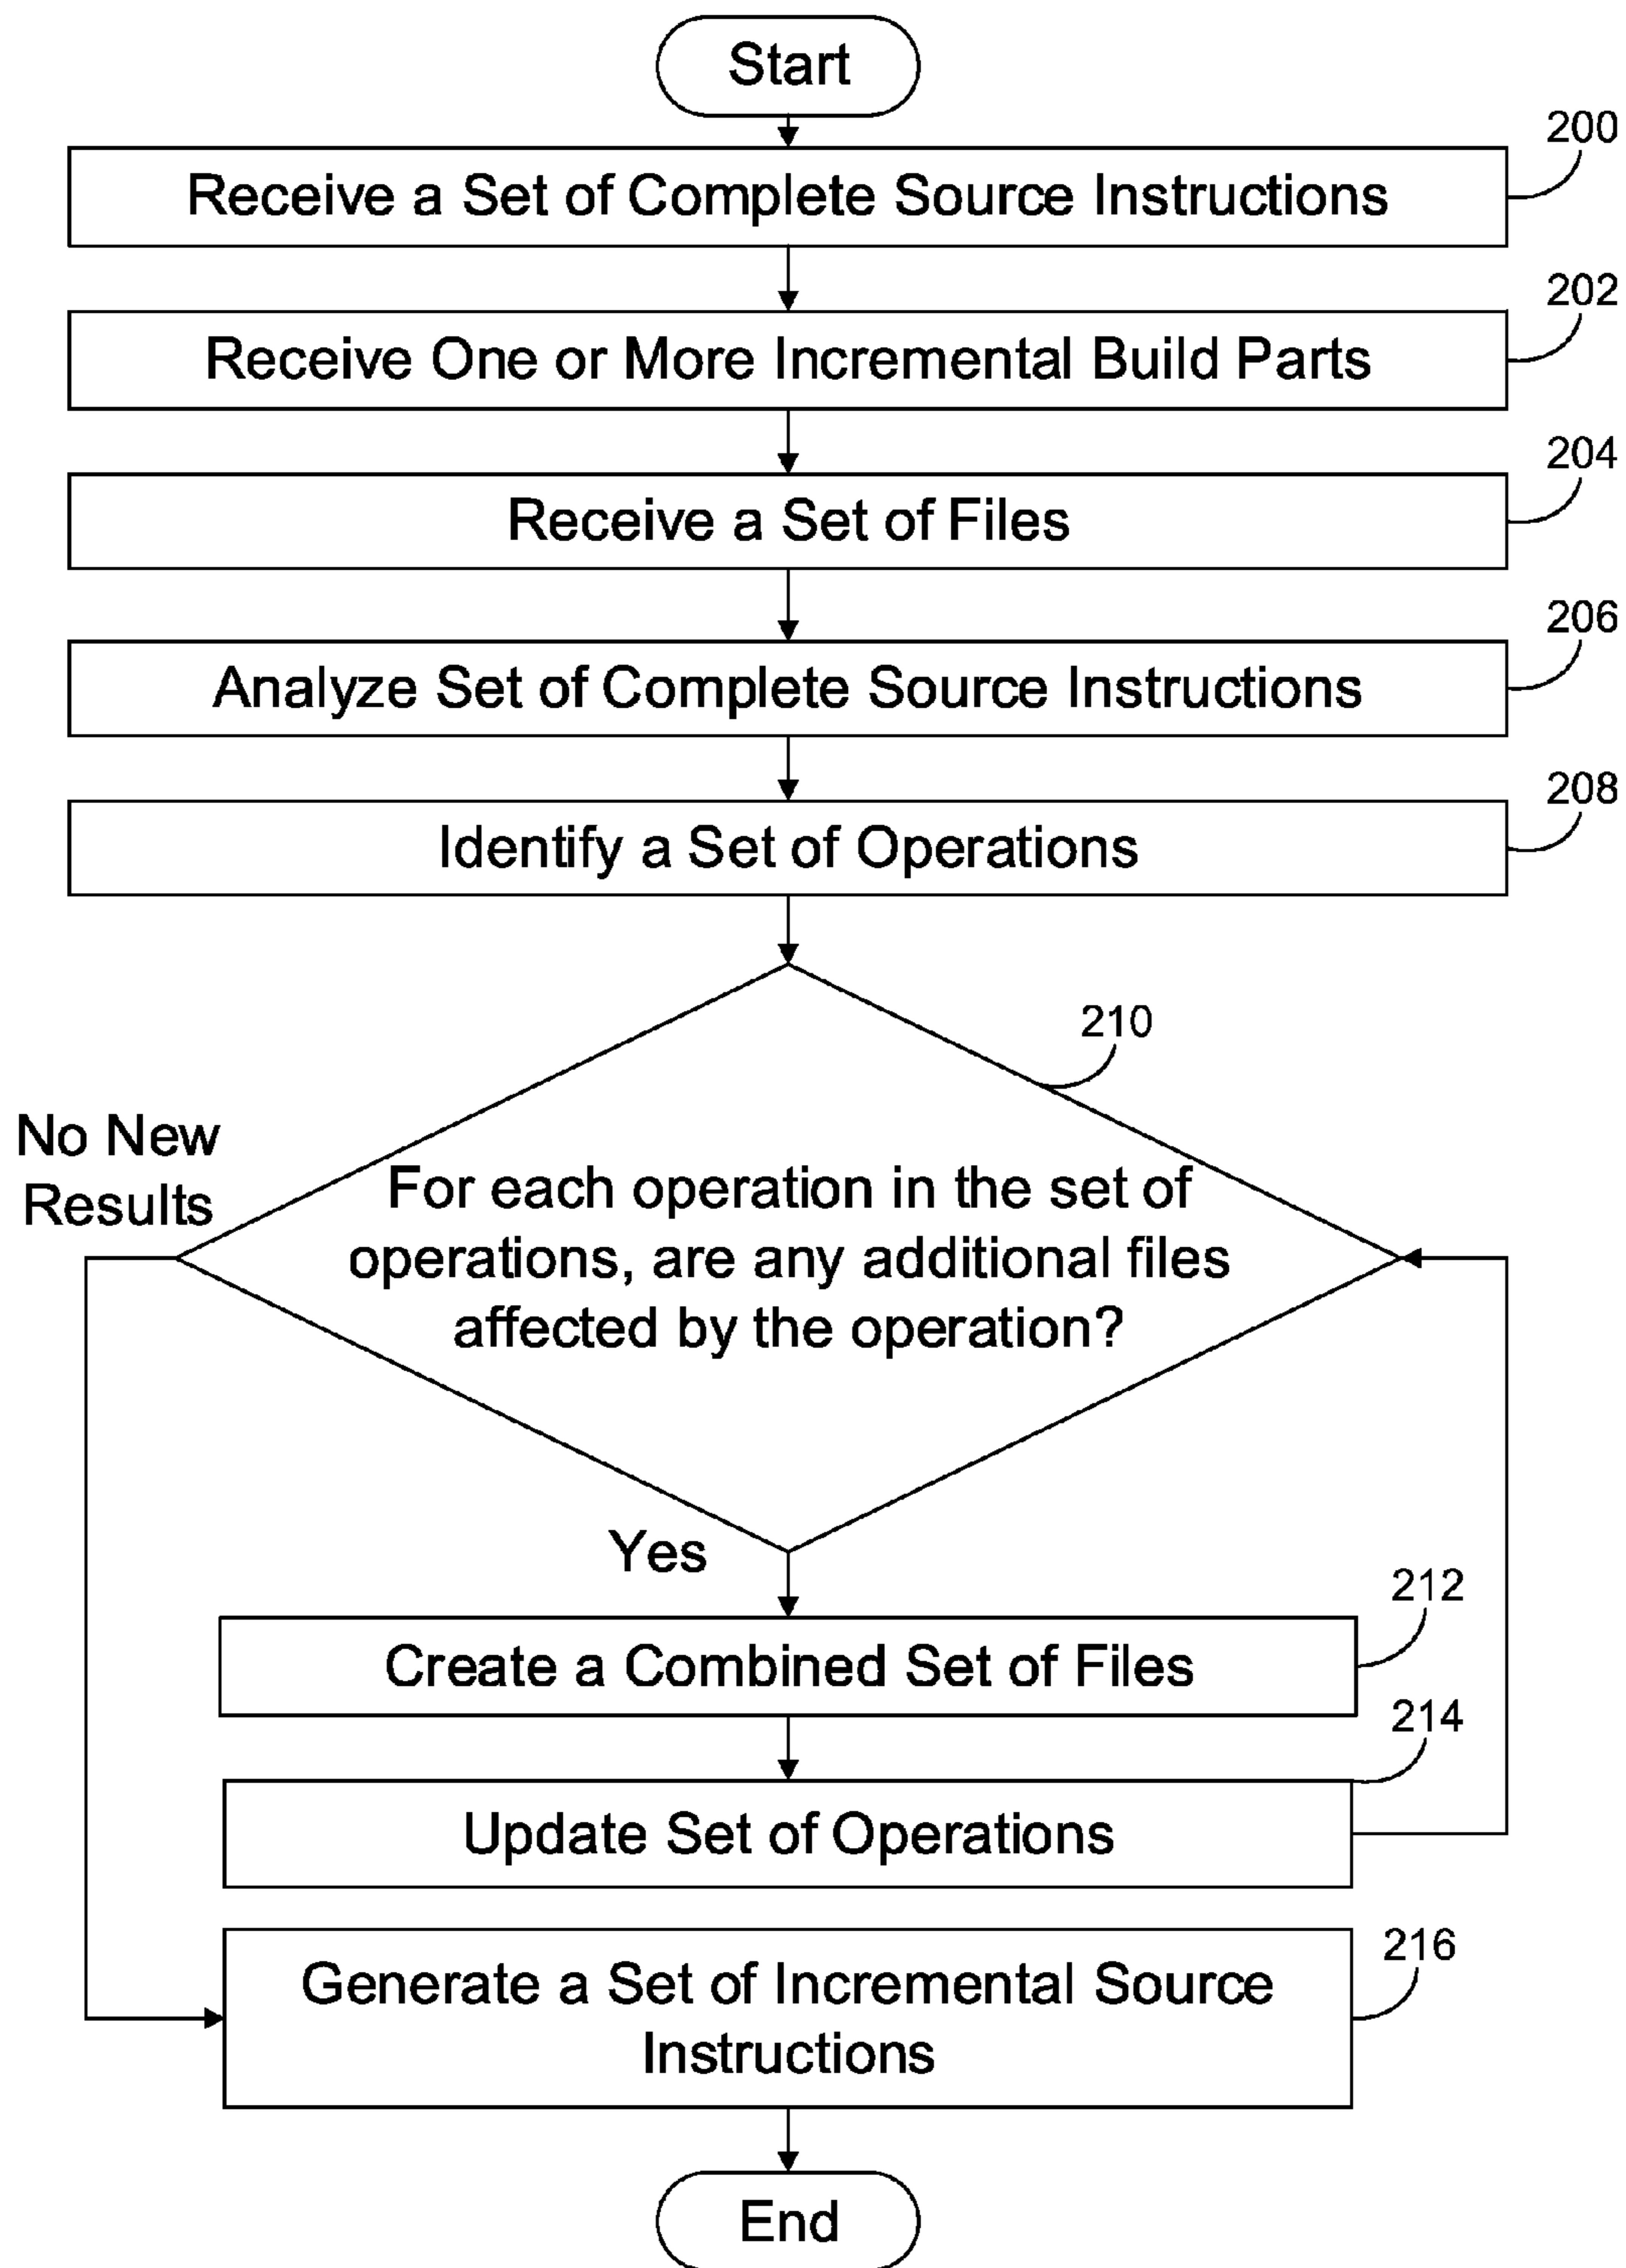 Start
200
Receive a Set of Complete Source Instructions
202
Receive One or More Incremental Build Parts
204
Receive a Set of Files
206
Analyze Set of Complete Source Instructions
208
Identify a Set of Operations
210
No New
Results
For each operation in the set of
operations, are any additional files
affected by the operation?
Yes
212
Create a Combined Set of Files
214
Update Set of Operations
216
Generate a Set of Incremental Source
Instructions
End